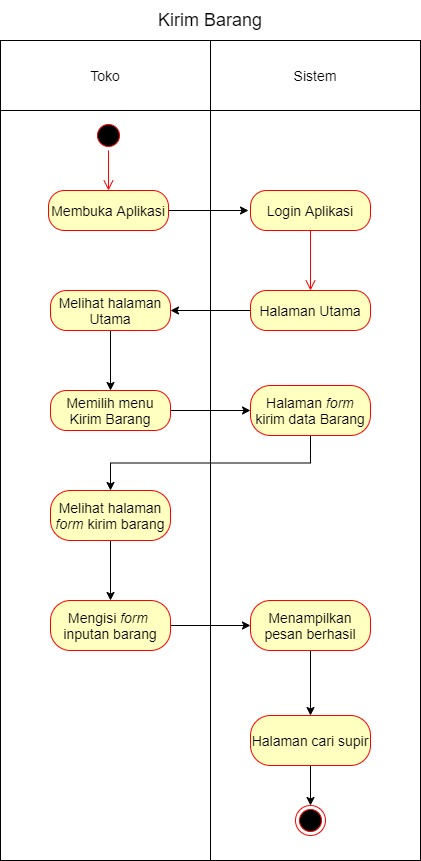 Kirim Barang
Toko
Sistem
Membuka Aplikasi
Login Aplikasi
Melihat halaman
Utama
Halaman Utama
Memilih menu
Kirim Barang
Halaman form
kirim data Barang
Melihat halaman
form kirim barang
Mengisi form
inputan barang
Menampilkan
pesan berhasil
Halaman cari supir